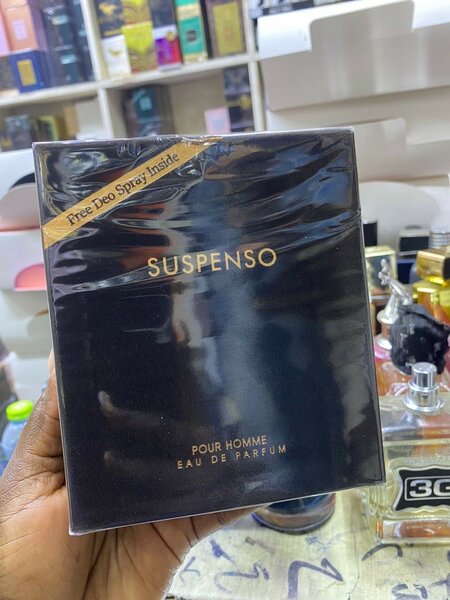 Free Deo Spray Inside
SUSPENSO
POUR HOMME
EAU DE PARFUM
3G